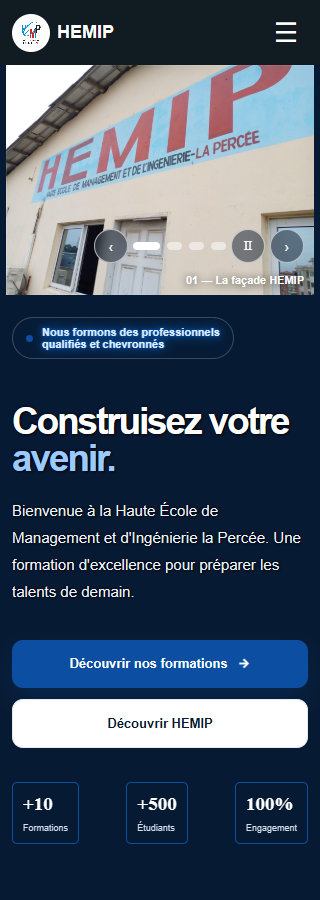 HEMIP
HEMIP
HAUTE ECOLE DE MANAGEMENT ET DE L'INGENIERIE-LA PERCÉE
01 — La façade HEMIP
Nous formons des professionnels
qualifiés et chevronnés
Construisez votre
avenir.
Bienvenue à la Haute École de
Management et d'Ingénierie la Percée. Une
formation d'excellence pour préparer les
talents de demain.
Découvrir nos formations →
Découvrir HEMIP
+10 +500 100%
Formations Étudiants Engagement